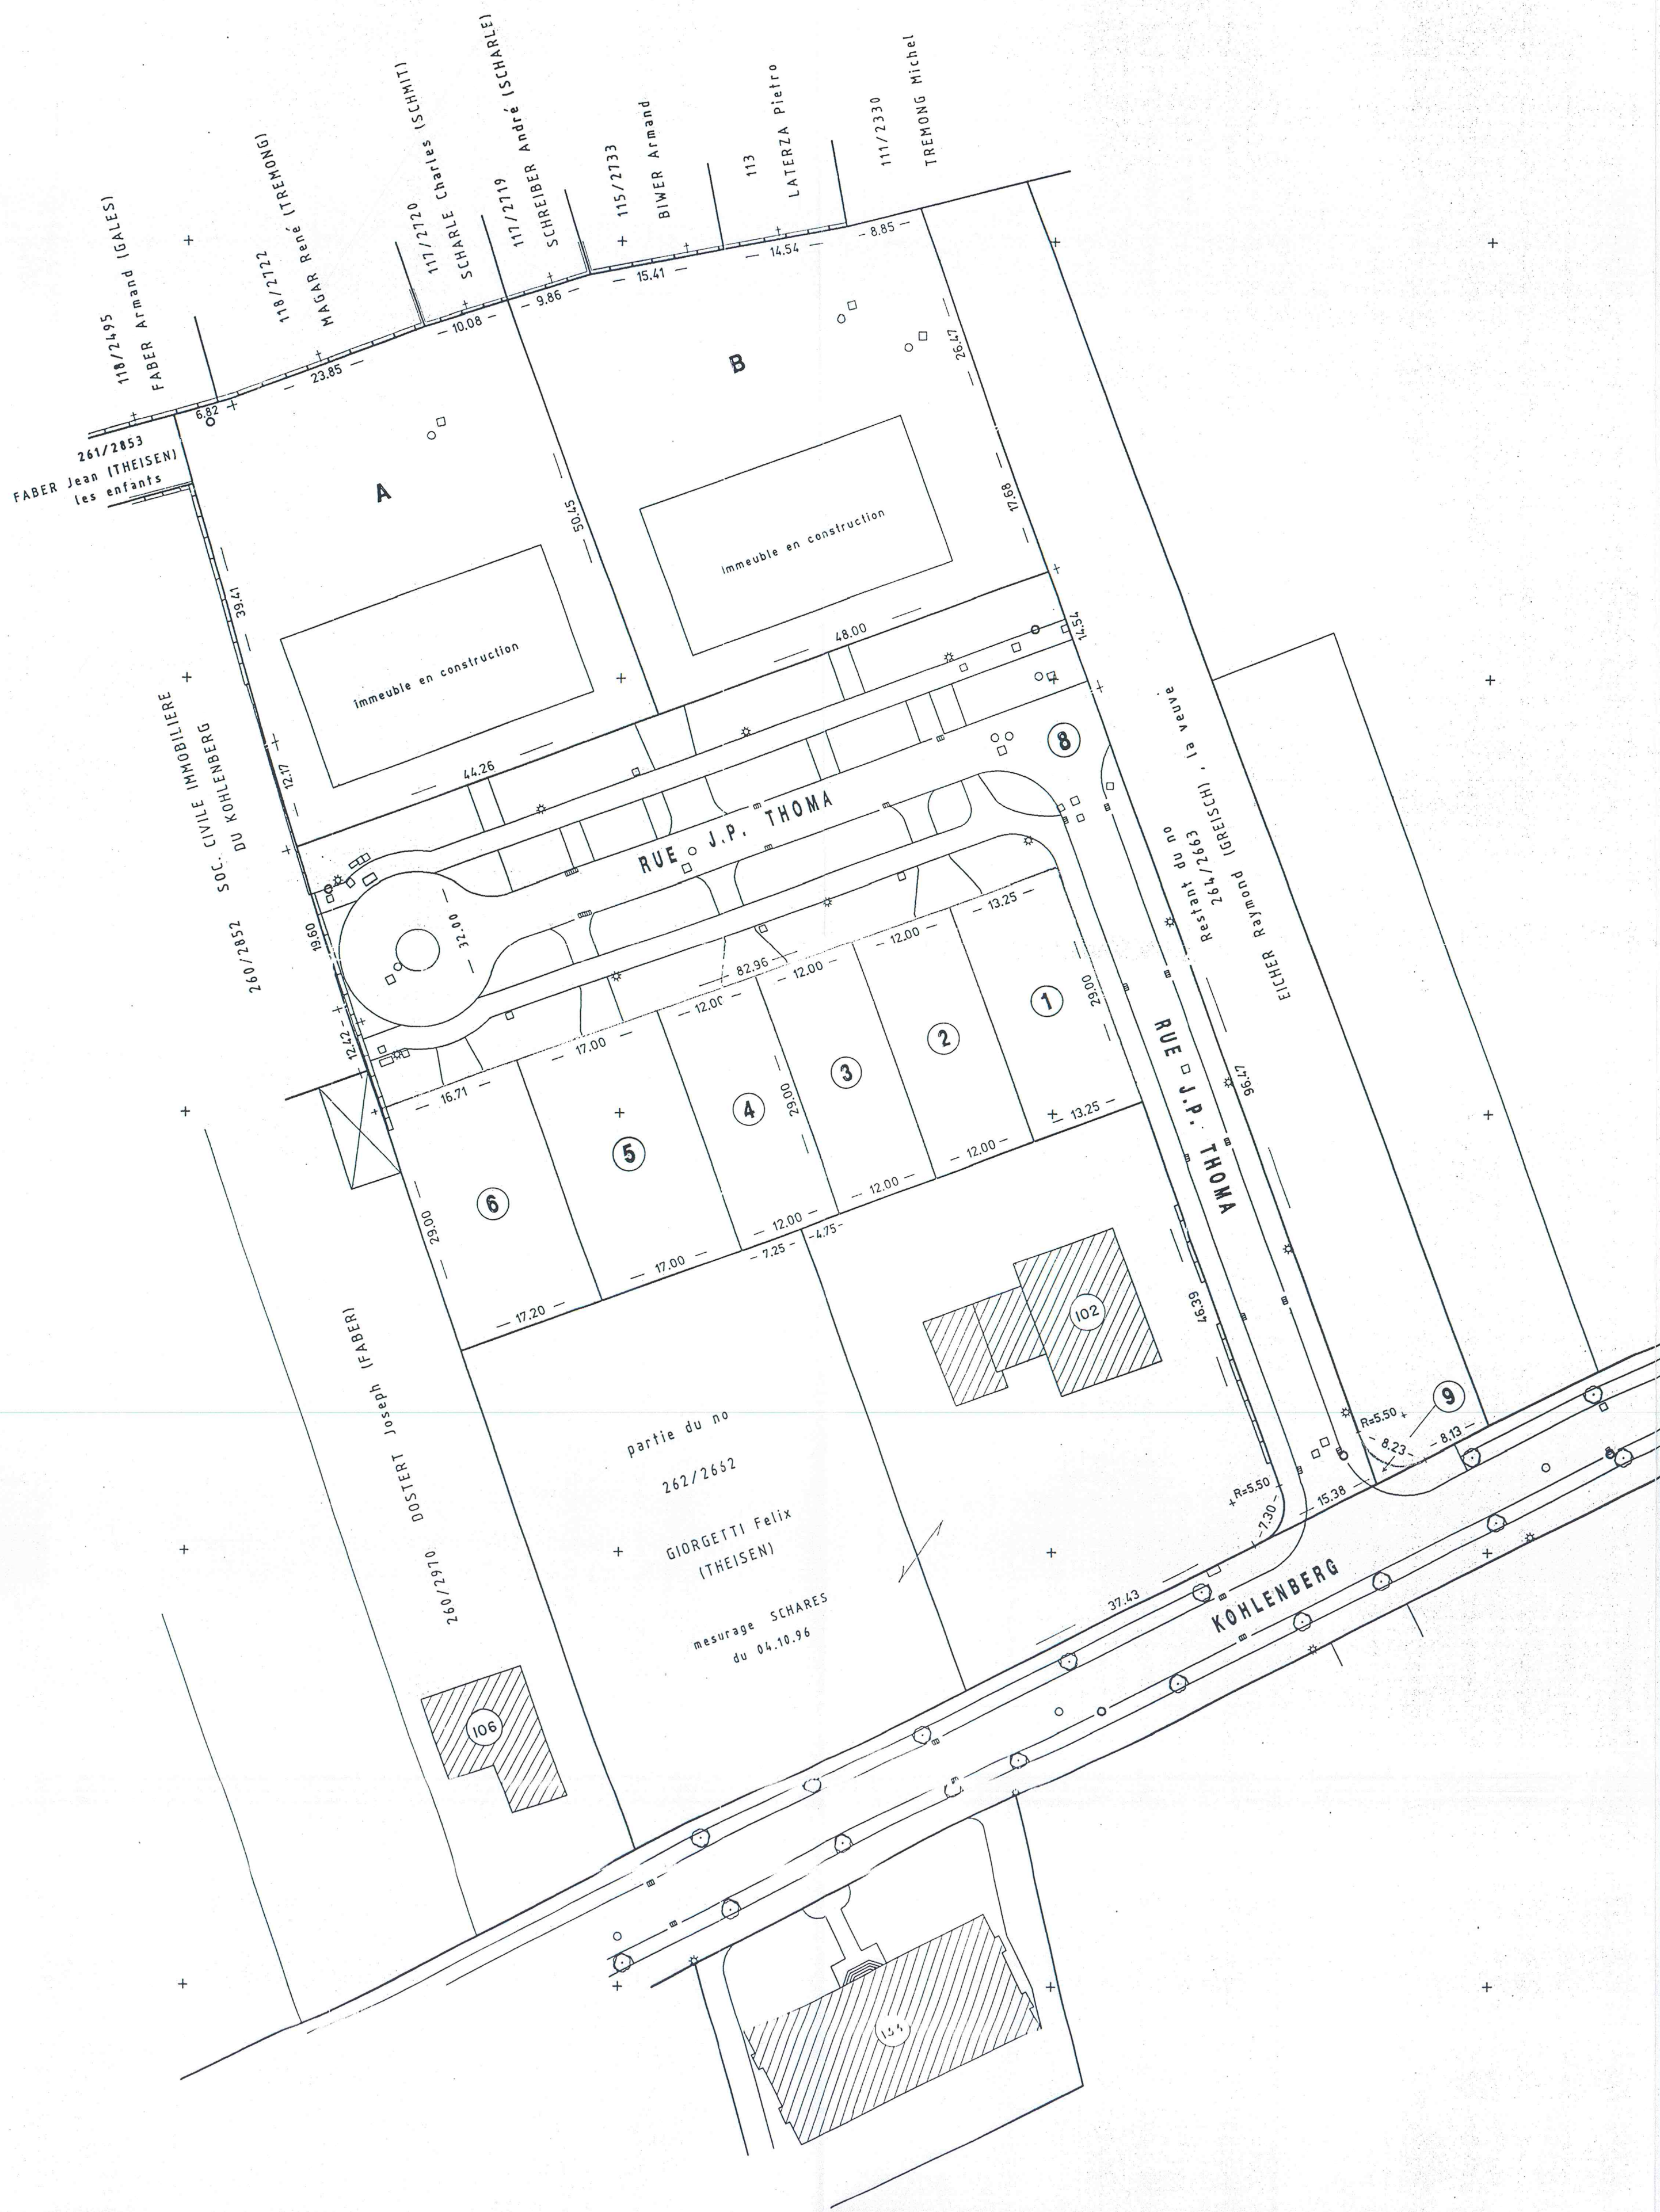 118/2495
FABER Armand (GALES)
118/2722
MAGAR René (TREMONG)
117/2720
SCHARLE Charles (SCHMIT)
117/2719
SCHREIBER André (SCHARLE)
115/2733
BIWER Armand
113
LATERZA Pietro
111/2330
TREMONG Michel
261/2853
FABER Jean (THEISEN)
les enfants
6.82
23.85
10.08
9.86
15.41
14.54
8.85
A
B
39.41
50.45
26.47
17.68
Immeuble en construction
Immeuble en construction
48.00
44.26
14.54
12.17
260/2852 SOC. CIVILE IMMOBILIERE
DU KOHLENBERG
8
RUE J.P. THOMA
32.00
19.60
12.42
82.96
13.25
12.00
12.00
12.00
17.00
16.71
29.00
29.00
29.00
1
2
3
4
5
6
13.25
12.00
12.00
12.00
17.00
17.20
7.25
4.75
RUE J.P. THOMA
96.47
Restant du no
264/2663
EICHER Raymond (GREISCH), la veuve
46.39
102
260/2970 DOSTERT Joseph (FABER)
partie du no
262/2652
GIORGETTI Felix
(THEISEN)
mesurage SCHARES
du 04.10.96
9
R=5.50
8.23
8.13
R=5.50
7.30
15.38
37.43
KOHLENBERG
106